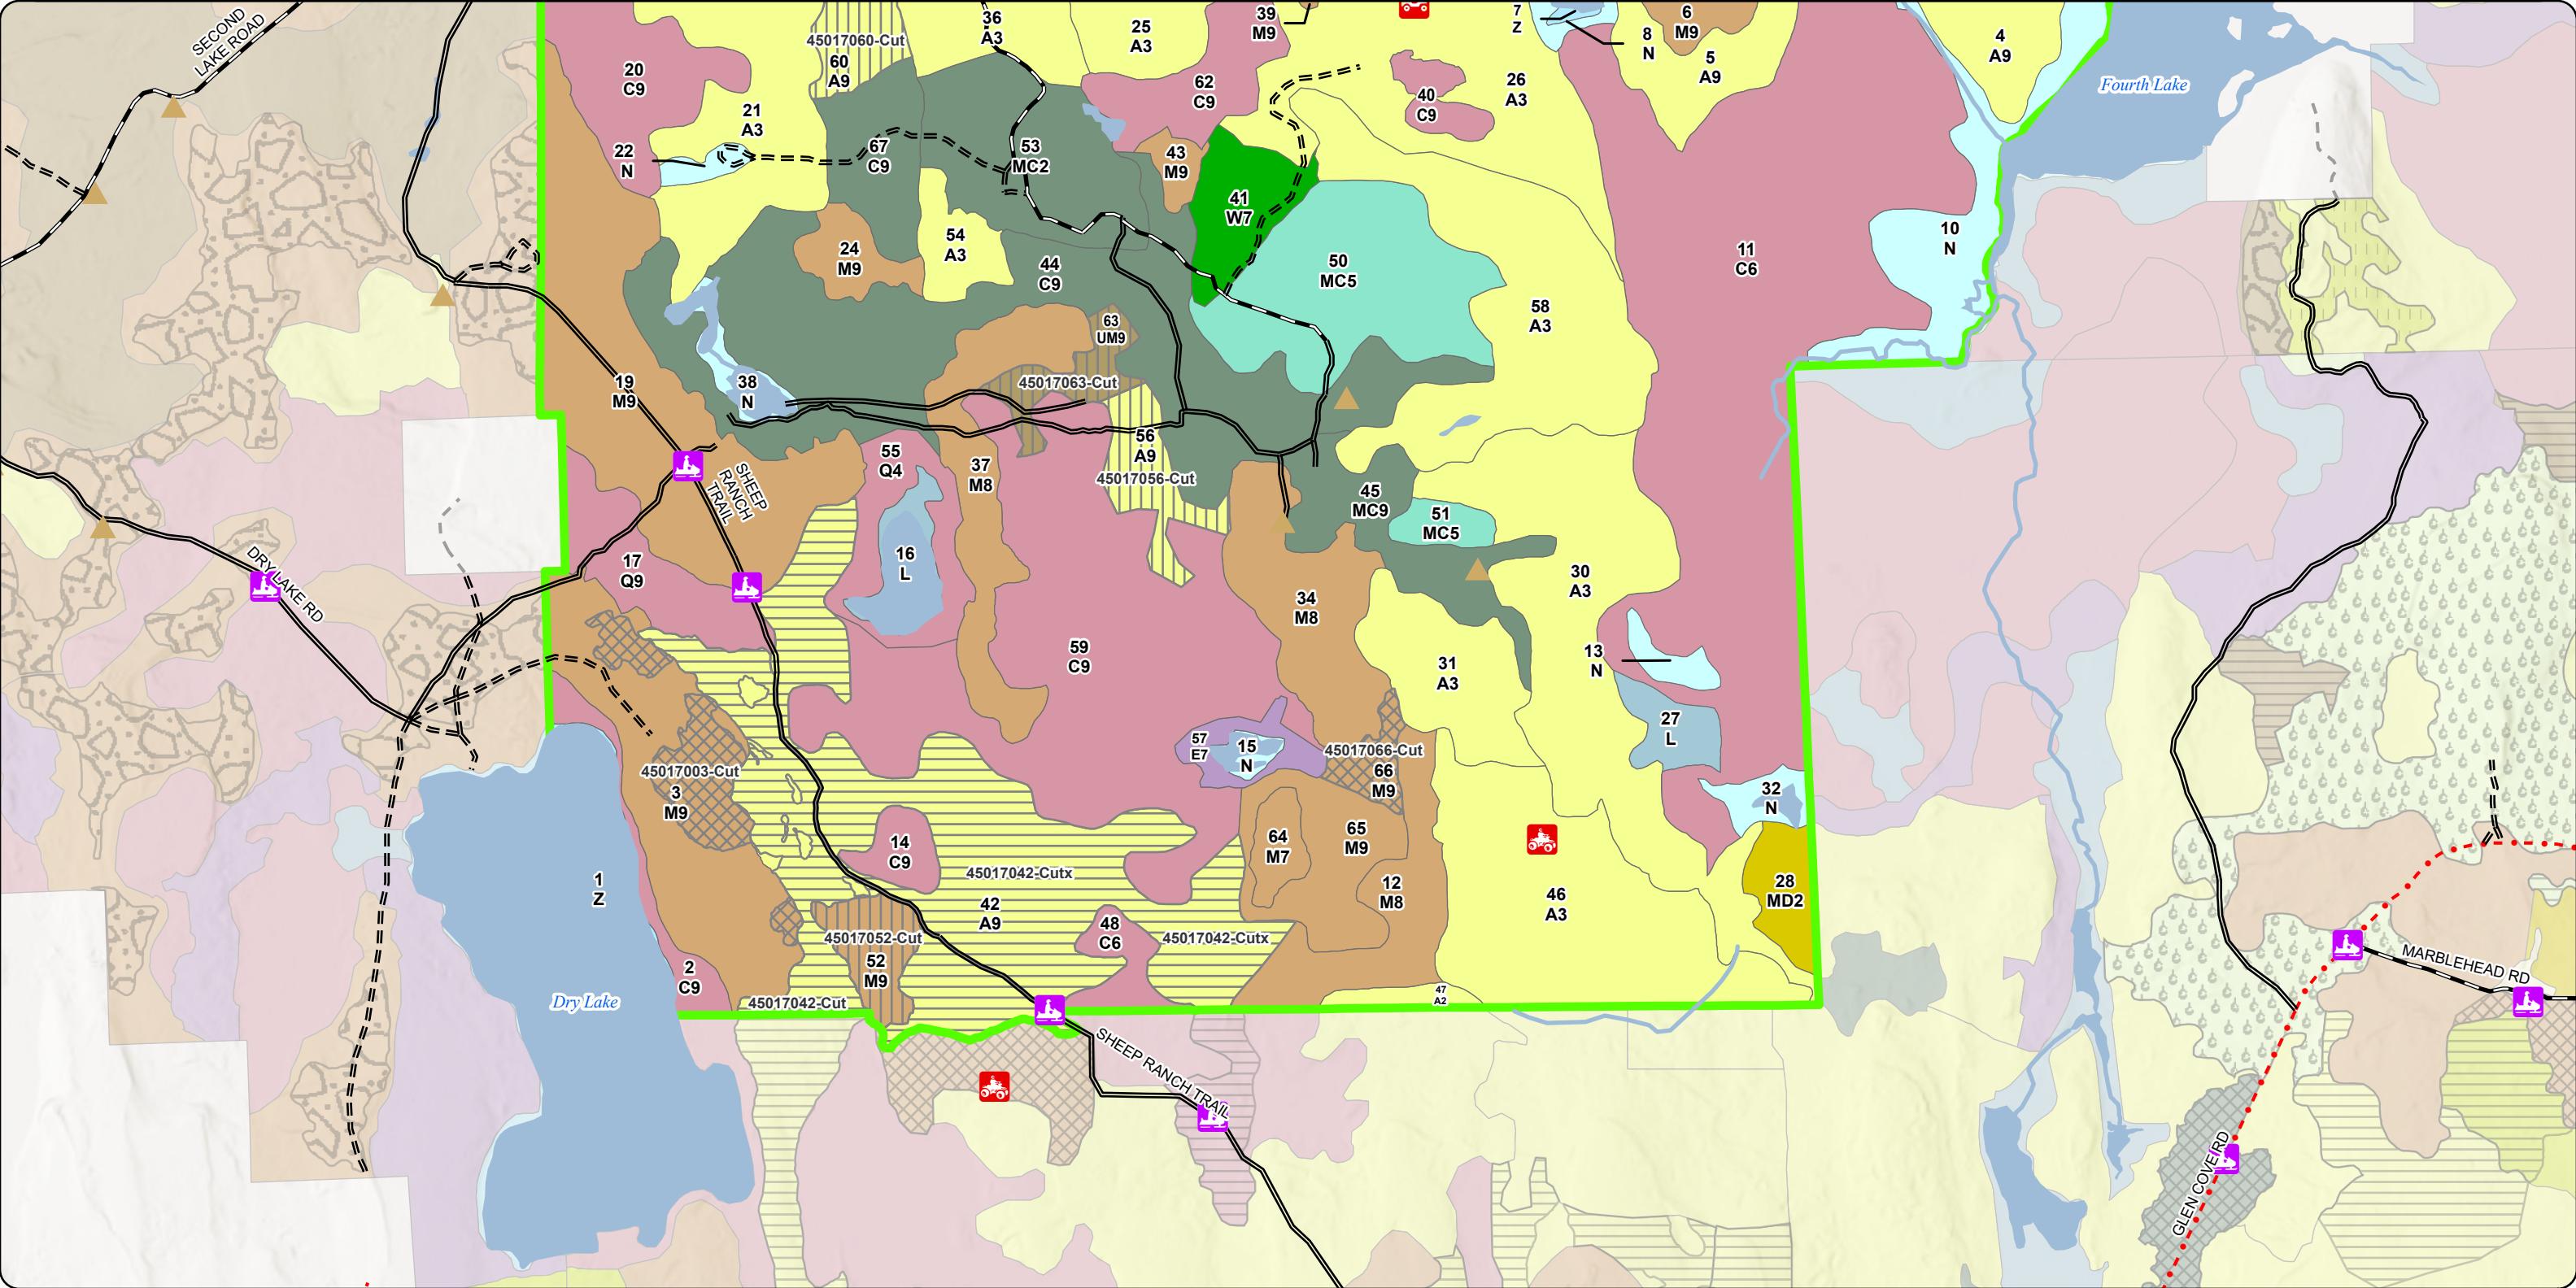 SECOND
LAKE ROAD
20
C9
21
A3
22
N
45017060-Cut
60
A9
36
A3
25
A3
39
M9
62
C9
7
Z
8
N
6
M9
5
A9
4
A9
Fourth Lake
26
A3
40
C9
67
C9
53
MC2
43
M9
41
W7
24
M9
54
A3
44
C9
50
MC5
11
C6
10
N
58
A3
63
UM9
45017063-Cut
19
M9
38
N
56
A9
45017056-Cut
55
Q4
37
M8
SHEEP
RANCH
TRAIL
45
MC9
51
MC5
16
L
17
Q9
DRY LAKE RD
34
M8
30
A3
59
C9
31
A3
13
N
27
L
57
E7
15
N
45017066-Cut
66
M9
45017003-Cut
3
M9
32
N
14
C9
64
M7
65
M9
45017042-Cutx
1
Z
42
A9
12
M8
46
A3
28
MD2
48
C6
45017052-Cut
45017042-Cutx
52
M9
2
C9
Dry Lake
45017042-Cut
47
A2
MARBLEHEAD RD
SHEEP RANCH TRAIL
GLEN COVE RD